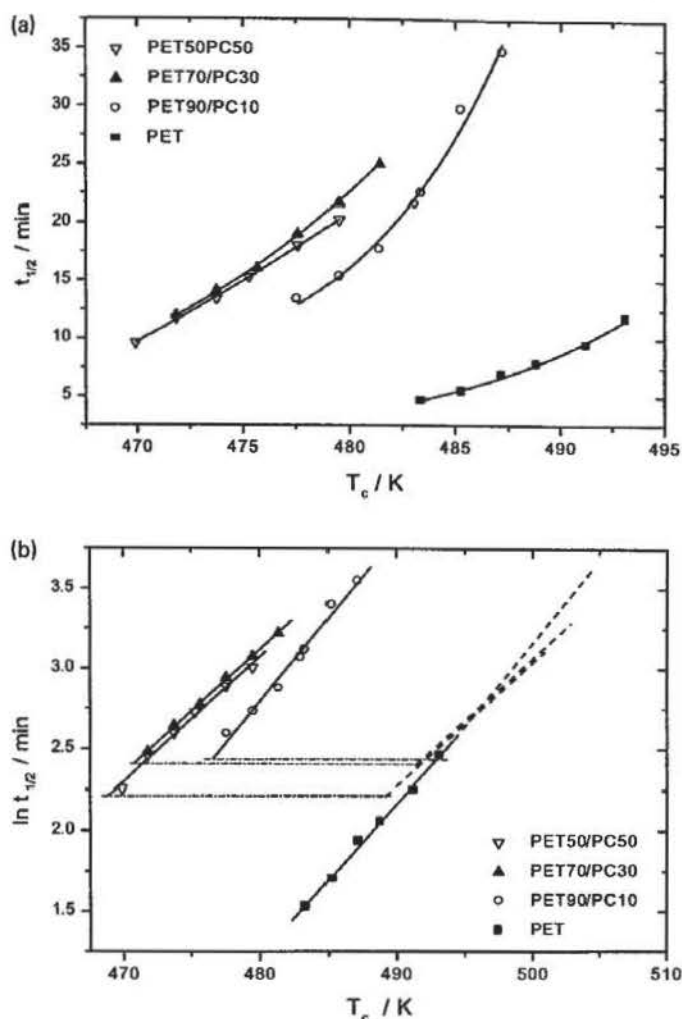 (a)
35
30
25
20
15
10
5
t1/2 / min
PET50PC50
PET70/PC30
PET90/PC10
PET
470 475 480 485 490 495
Tc / K
(b)
3.5
3.0
2.5
2.0
1.5
ln t1/2 / min
PET50/PC50
PET70/PC30
PET90/PC10
PET
470 480 490 500 510
Tc / K